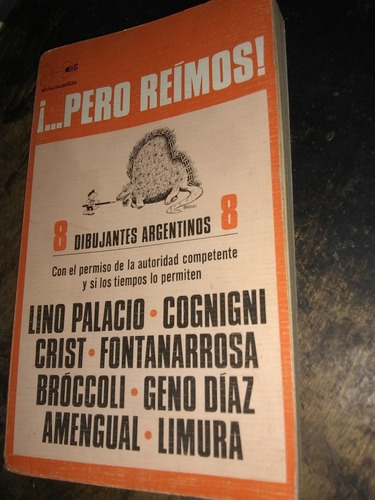 ¡...PERO REÍMOS!
8 DIBUJANTES ARGENTINOS 8
Con el permiso de la autoridad competente
y si los tiempos lo permiten
LINO PALACIO • COGNIGNI
CRIST • FONTANARROSA
BRÓCCOLI • GENO DÍAZ
AMENGUAL • LIMURA